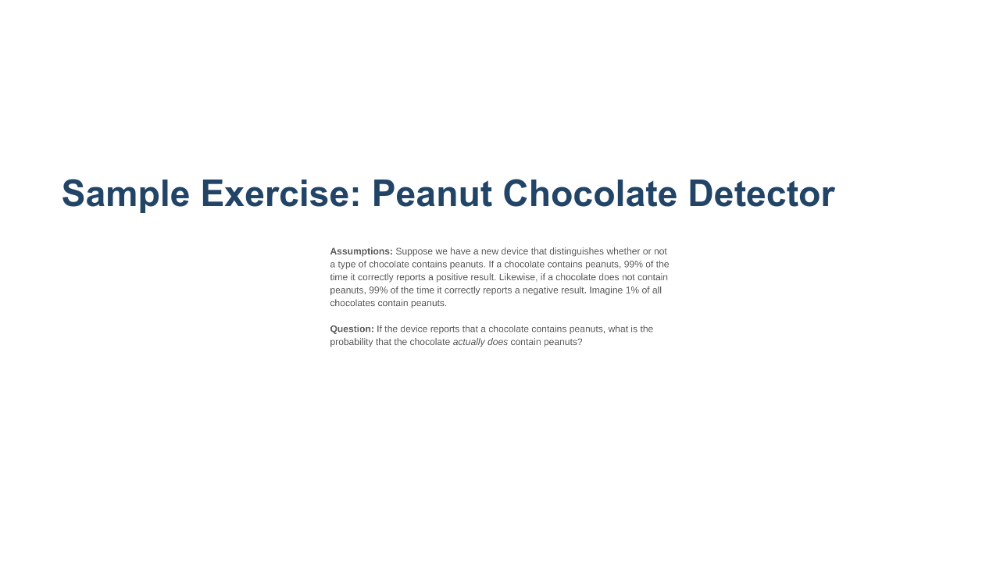 Sample Exercise: Peanut Chocolate Detector
Assumptions: Suppose we have a new device that distinguishes whether or not
a type of chocolate contains peanuts. If a chocolate contains peanuts, 99% of the
time it correctly reports a positive result. Likewise, if a chocolate does not contain
peanuts, 99% of the time it correctly reports a negative result. Imagine 1% of all
chocolates contain peanuts.
Question: If the device reports that a chocolate contains peanuts, what is the
probability that the chocolate actually does contain peanuts?